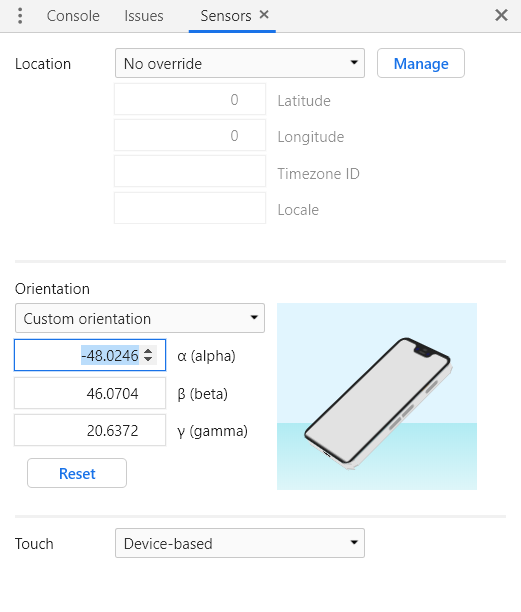 Console Issues Sensors
Location No override Manage
0 Latitude
0 Longitude
Timezone ID
Locale
Orientation
Custom orientation
-48.0246 α (alpha)
46.0704 β (beta)
20.6372 γ (gamma)
Reset
Touch Device-based